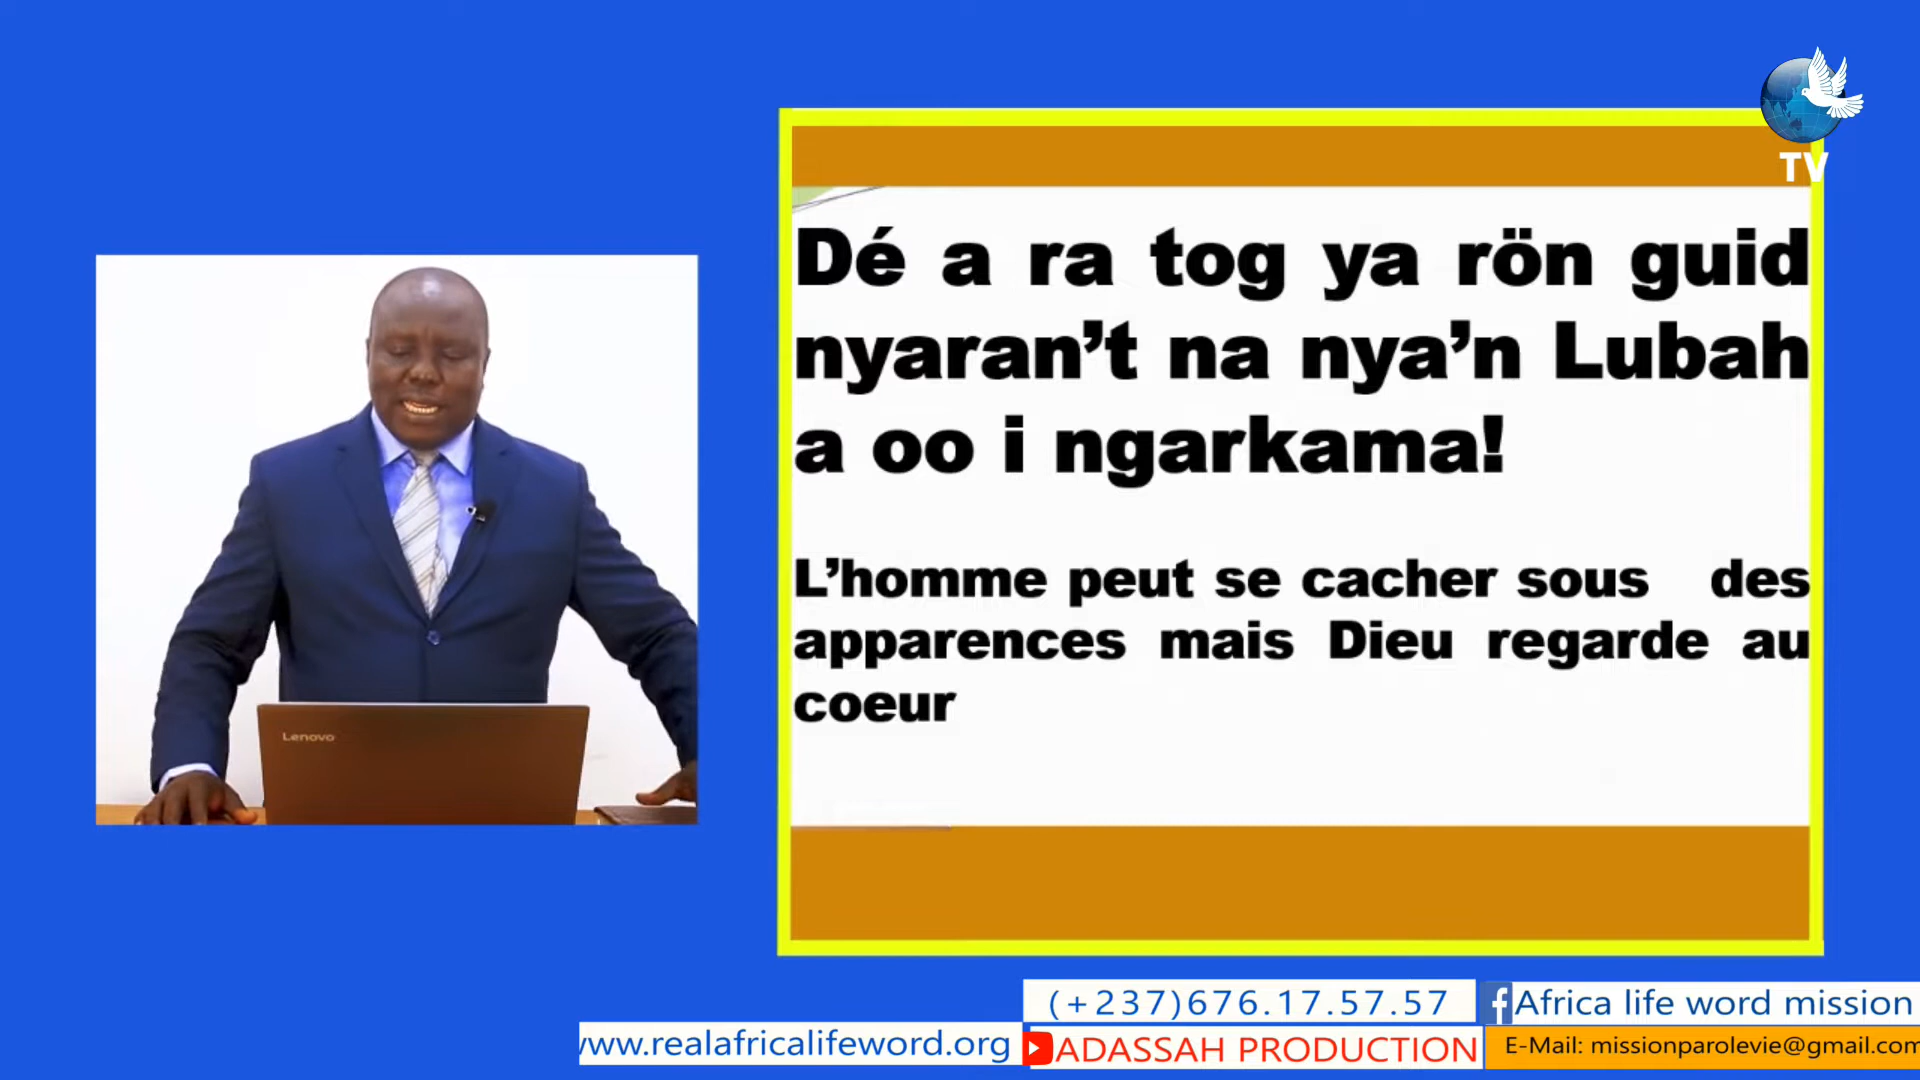 TV
Dé a ra tog ya rön guid
nyaran’t na nya’n Lubah
a oo i ngarkama!
L’homme peut se cacher sous des
apparences mais Dieu regarde au
coeur
Lenovo
(+237)676.17.57.57
Africa life word mission
www.realafricalifeword.org
ADASSAH PRODUCTION
E-Mail: missionparolevie@gmail.com